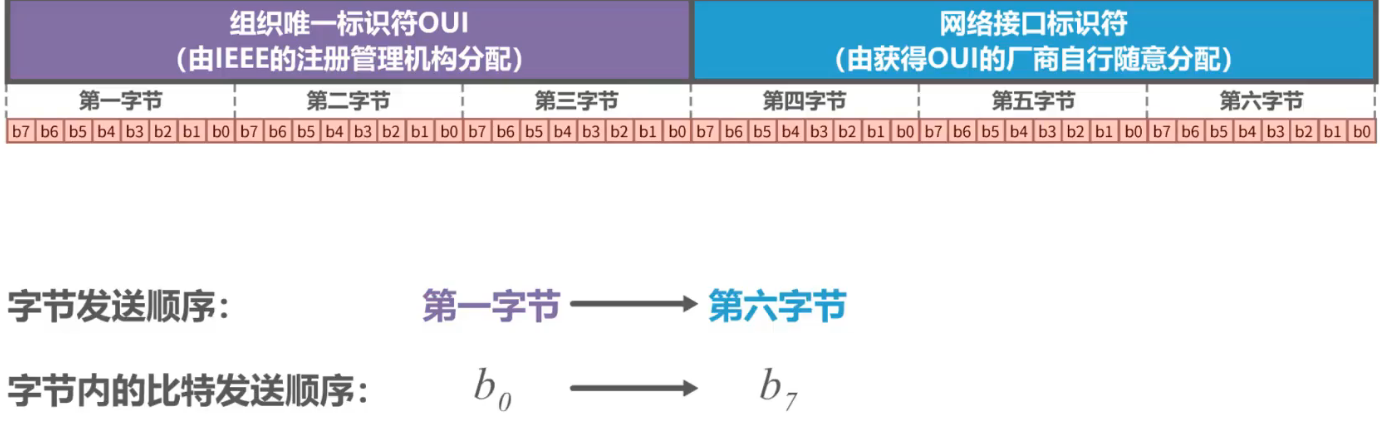 组织唯一标识符OUI
（由IEEE的注册管理机构分配）
网络接口标识符
（由获得OUI的厂商自行随意分配）
第一字节 第二字节 第三字节 第四字节 第五字节 第六字节
b7 b6 b5 b4 b3 b2 b1 b0 b7 b6 b5 b4 b3 b2 b1 b0 b7 b6 b5 b4 b3 b2 b1 b0 b7 b6 b5 b4 b3 b2 b1 b0 b7 b6 b5 b4 b3 b2 b1 b0 b7 b6 b5 b4 b3 b2 b1 b0
字节发送顺序： 第一字节 第六字节
字节内的比特发送顺序： b0 b7